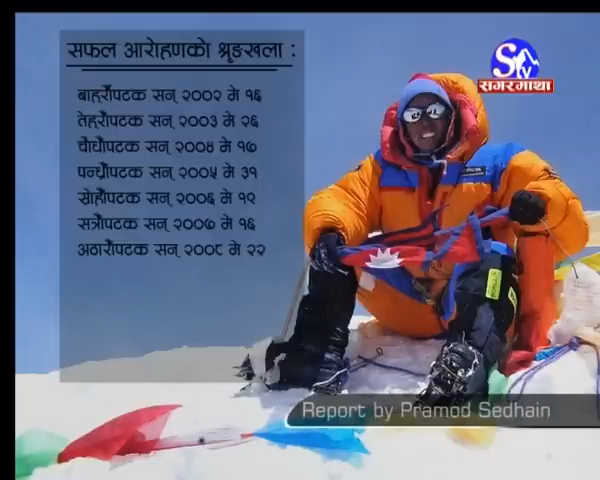 सफल आरोहणको श्रृङखला :
बाह्रौंपटक सन् २००२ मे १६
तेह्रौंपटक सन् २००३ मे २६
चौधौंपटक सन् २००४ मे १७
पन्ध्रौंपटक सन् २००५ मे ३१
सोह्रौंपटक सन् २००६ मे १९
सत्रौंपटक सन् २००७ मे १६
अठारौंपटक सन् २००८ मे २२
STV
सगरमाथा
Report by Pramod Sedhain